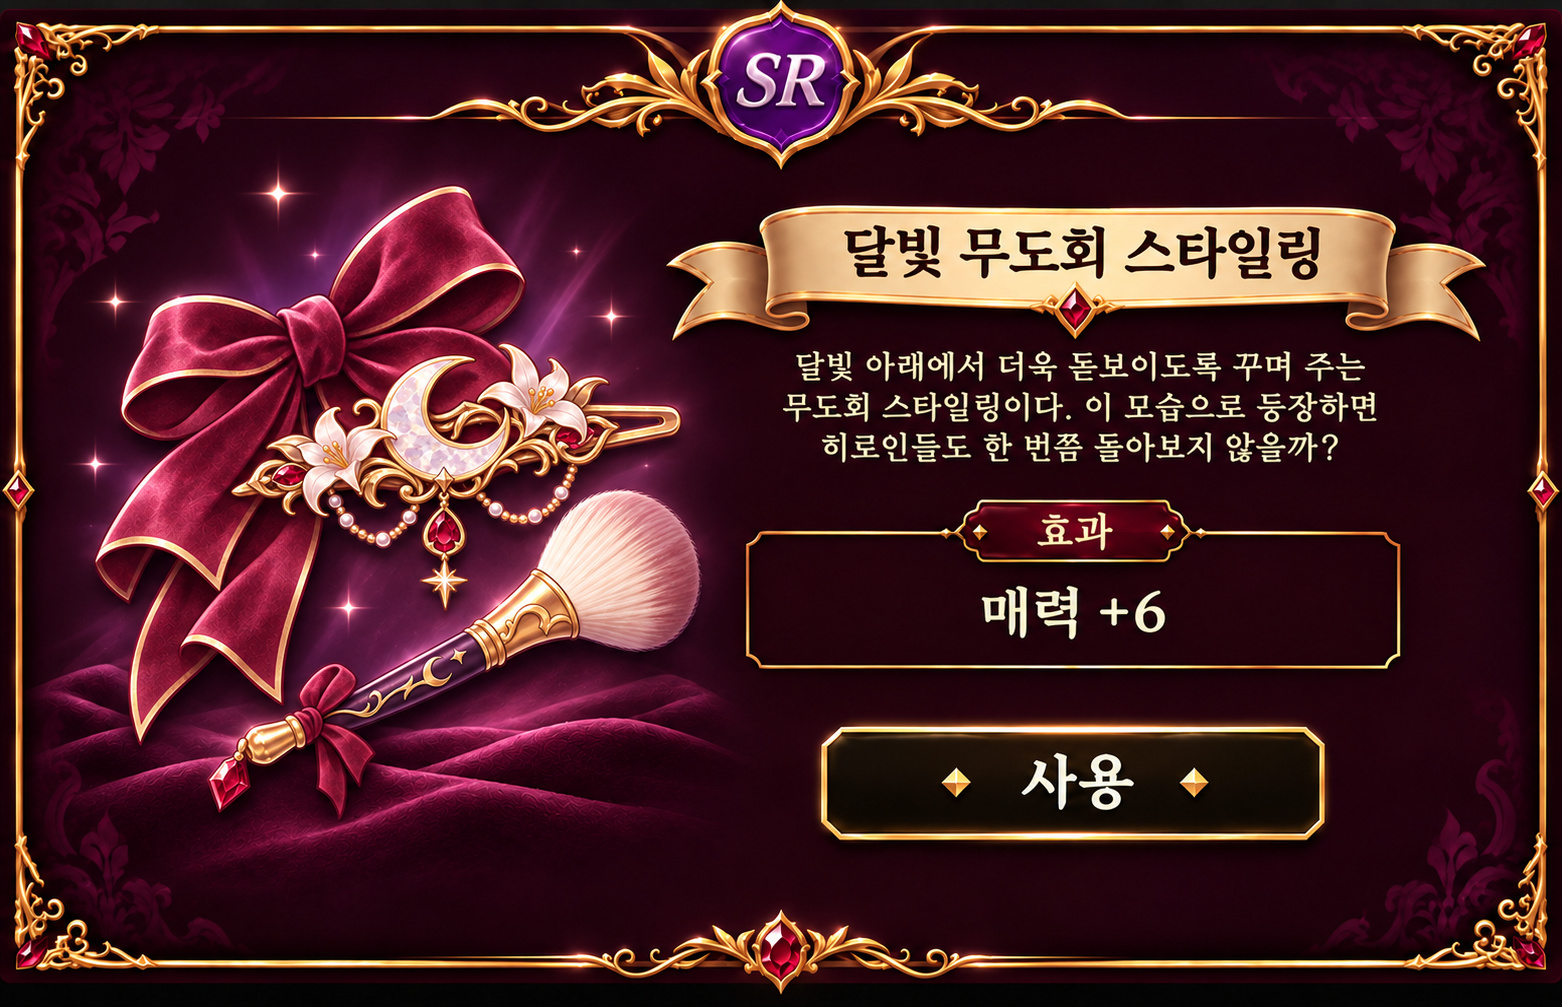 SR
달빛 무도회 스타일링
달빛 아래에서 더욱 돋보이도록 꾸며 주는
무도회 스타일링이다. 이 모습으로 등장하면
히로인들도 한 번쯤 돌아보지 않을까?
효과
매력 +6
사용